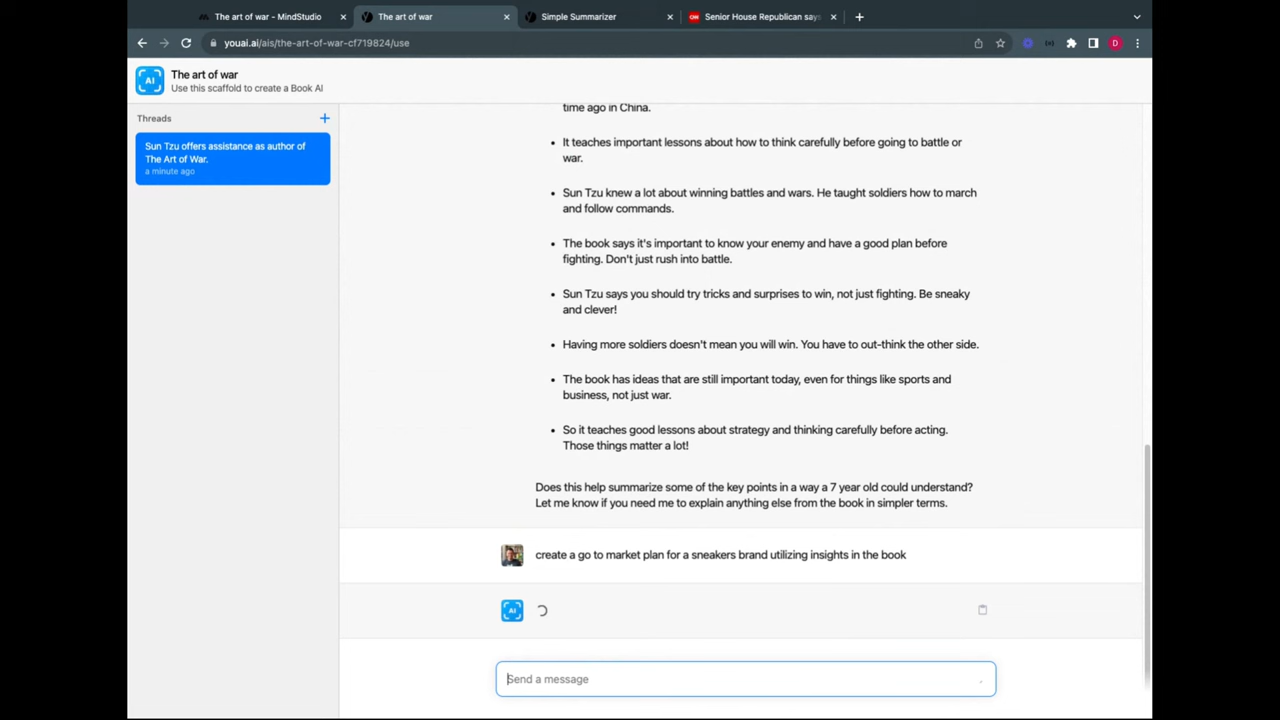 The art of war - MindStudio
The art of war
Simple Summarizer
Senior House Republican says
youai.ai/ais/the-art-of-war-cf719824/use
D
AI
The art of war
Use this scaffold to create a Book AI
Threads
Sun Tzu offers assistance as author of
The Art of War.
a minute ago
time ago in China.
• It teaches important lessons about how to think carefully before going to battle or
war.
• Sun Tzu knew a lot about winning battles and wars. He taught soldiers how to march
and follow commands.
• The book says it's important to know your enemy and have a good plan before
fighting. Don't just rush into battle.
• Sun Tzu says you should try tricks and surprises to win, not just fighting. Be sneaky
and clever!
• Having more soldiers doesn't mean you will win. You have to out-think the other side.
• The book has ideas that are still important today, even for things like sports and
business, not just war.
• So it teaches good lessons about strategy and thinking carefully before acting.
Those things matter a lot!
Does this help summarize some of the key points in a way a 7 year old could understand?
Let me know if you need me to explain anything else from the book in simpler terms.
create a go to market plan for a sneakers brand utilizing insights in the book
AI
Send a message